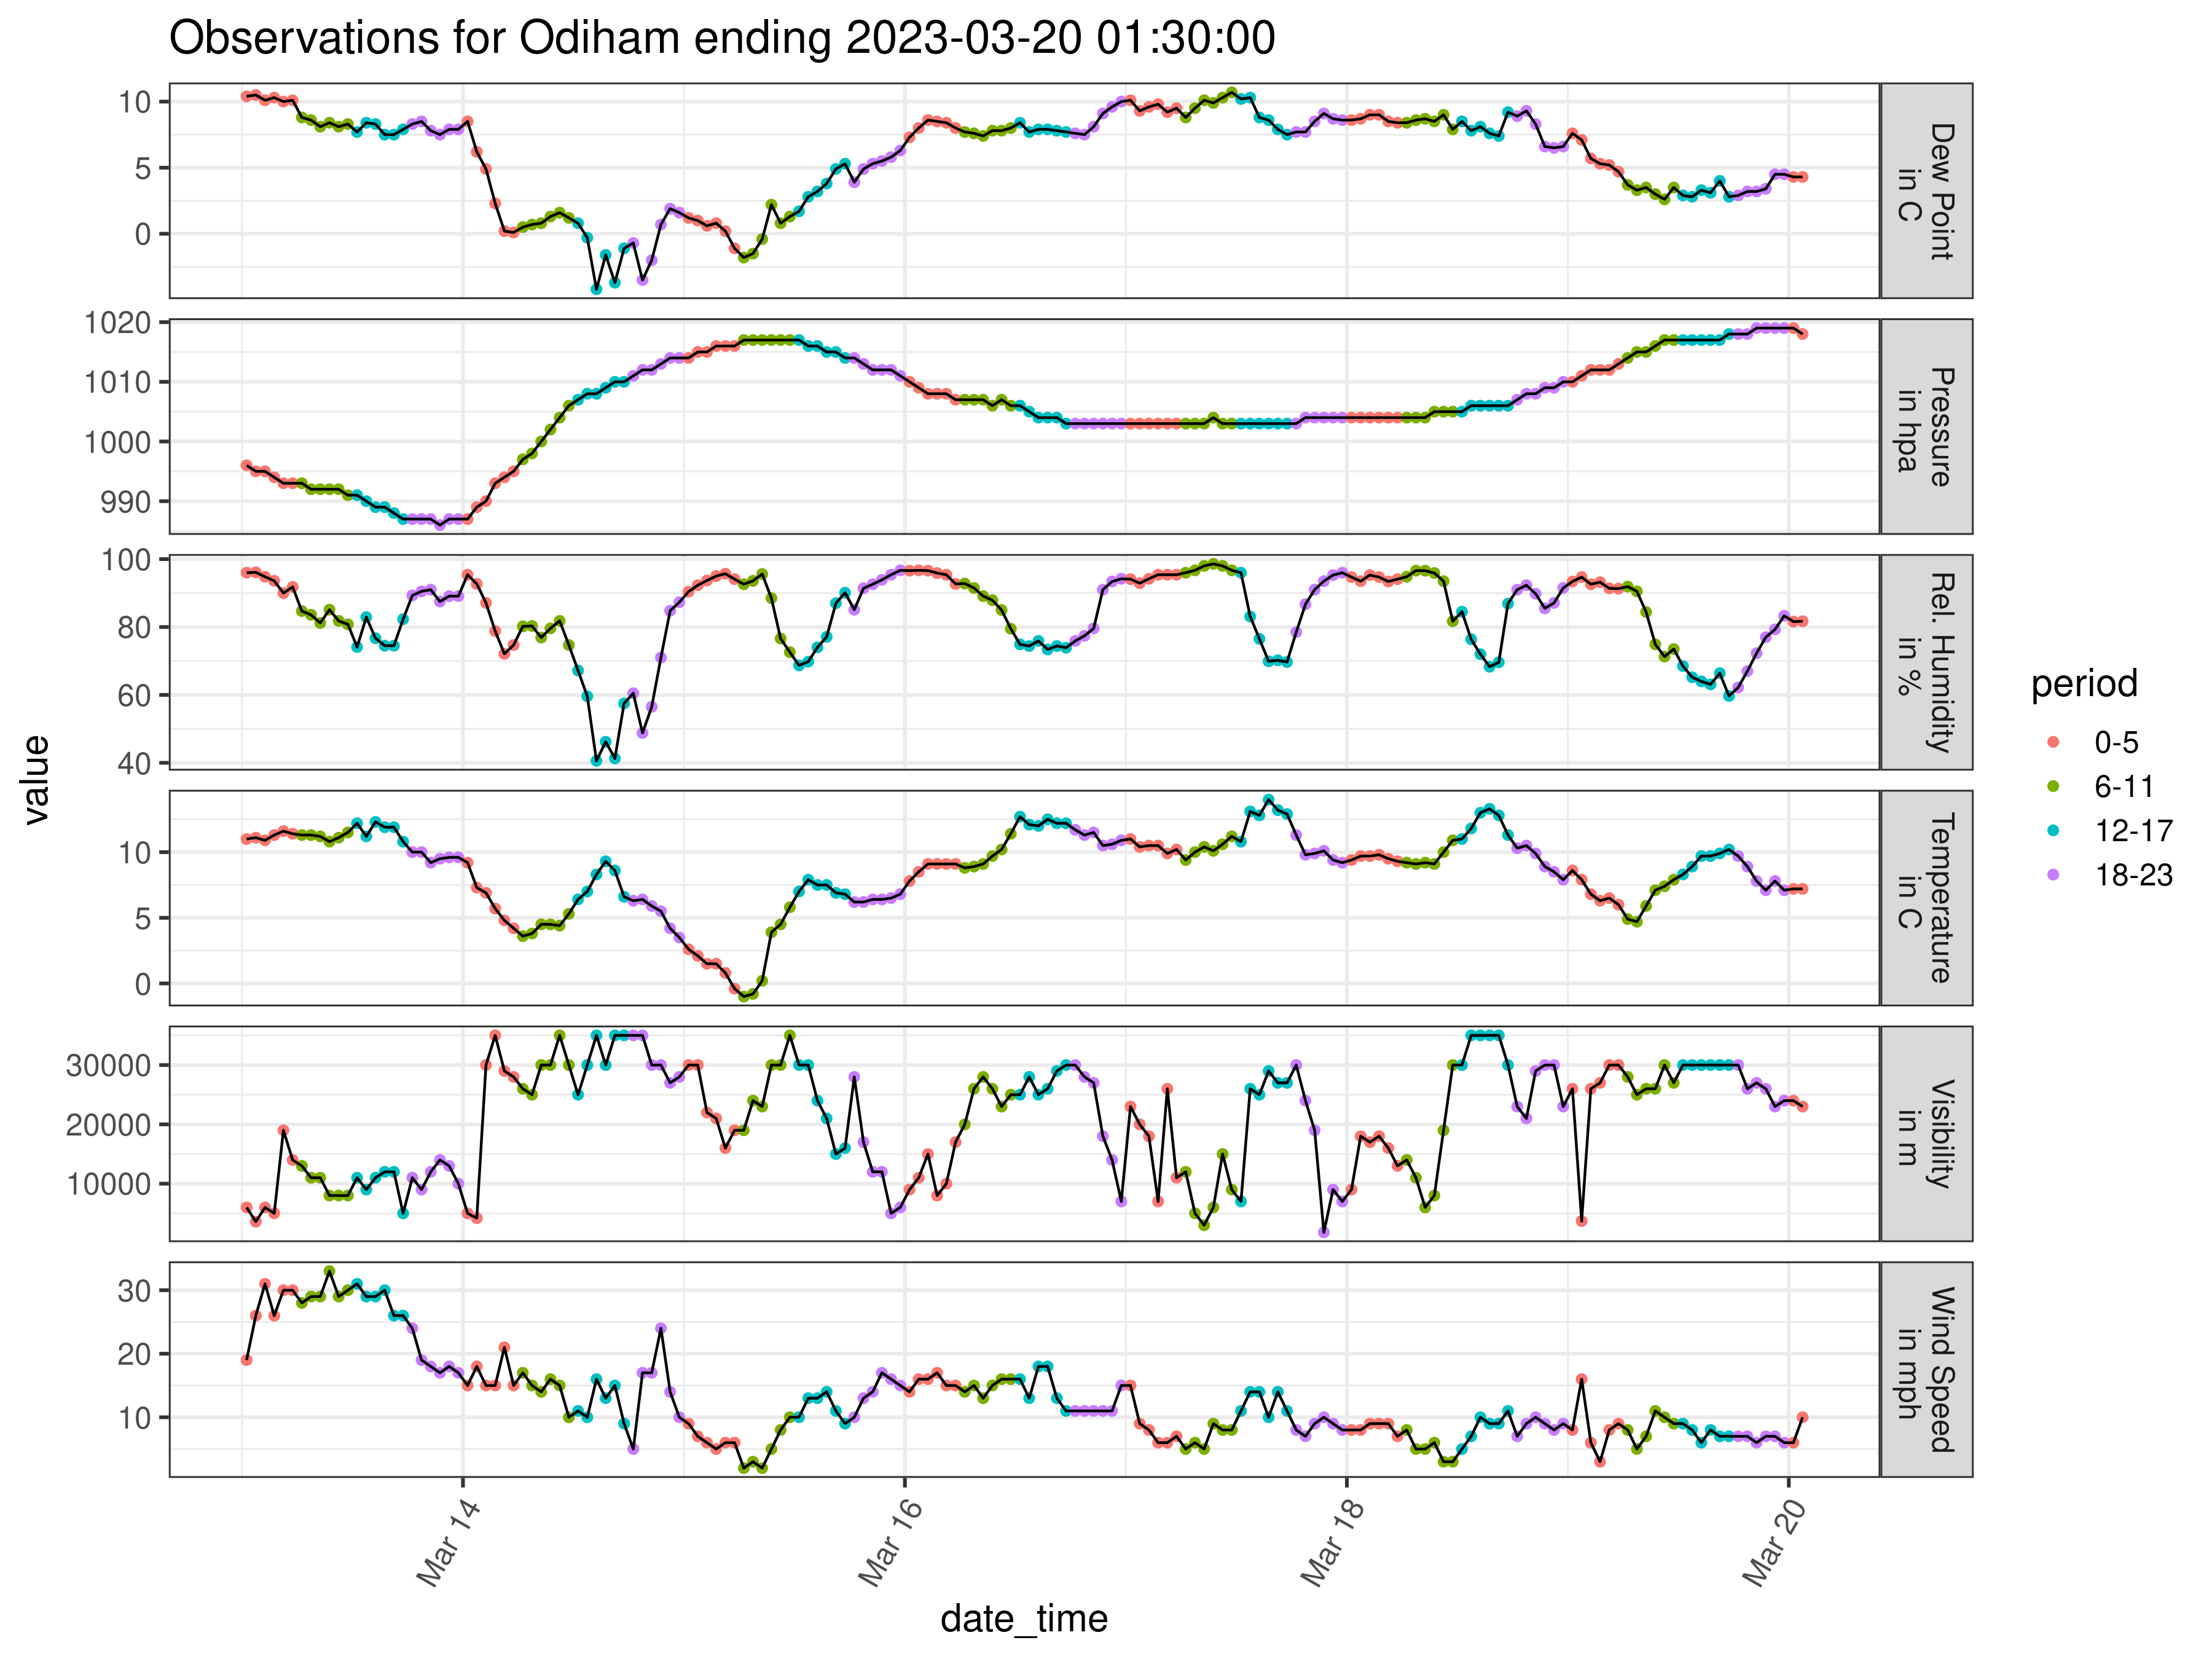 Observations for Odiham ending 2023-03-20 01:30:00
value
10
5
0
Dew Point
in C
1020
1010
1000
990
Pressure
in hpa
100
80
60
40
Rel. Humidity
in %
10
5
0
Temperature
in C
30000
20000
10000
Visibility
in m
30
20
10
Wind Speed
in mph
Mar 14
Mar 16
Mar 18
Mar 20
date_time
period
0-5
6-11
12-17
18-23